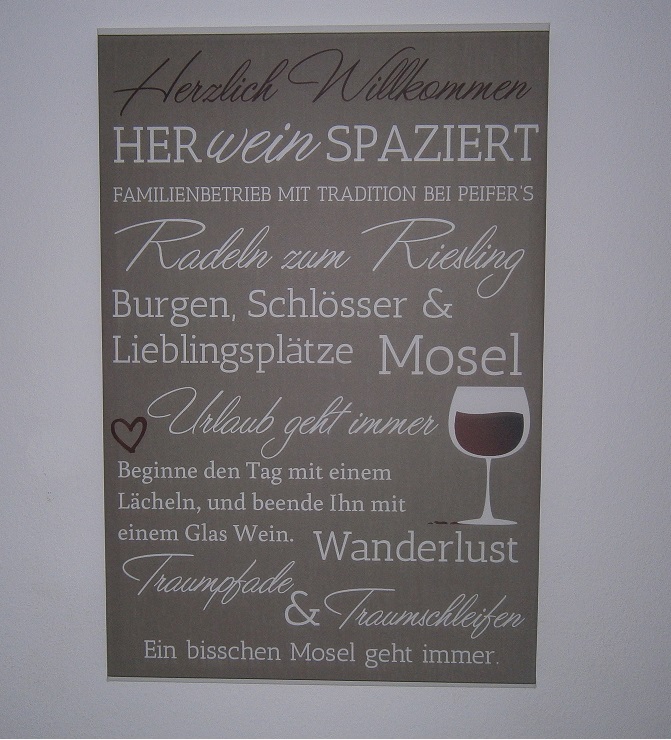 Herzlich Willkommen
HER wein SPAZIERT
FAMILIENBETRIEB MIT TRADITION BEI PEIFER'S
Radeln zum Riesling
Burgen, Schlösser &
Lieblingsplätze Mosel
Urlaub geht immer
Beginne den Tag mit einem
Lächeln, und beende Ihn mit
einem Glas Wein.
Wanderlust
Traumpfade
& Traumschleifen
Ein bisschen Mosel geht immer.